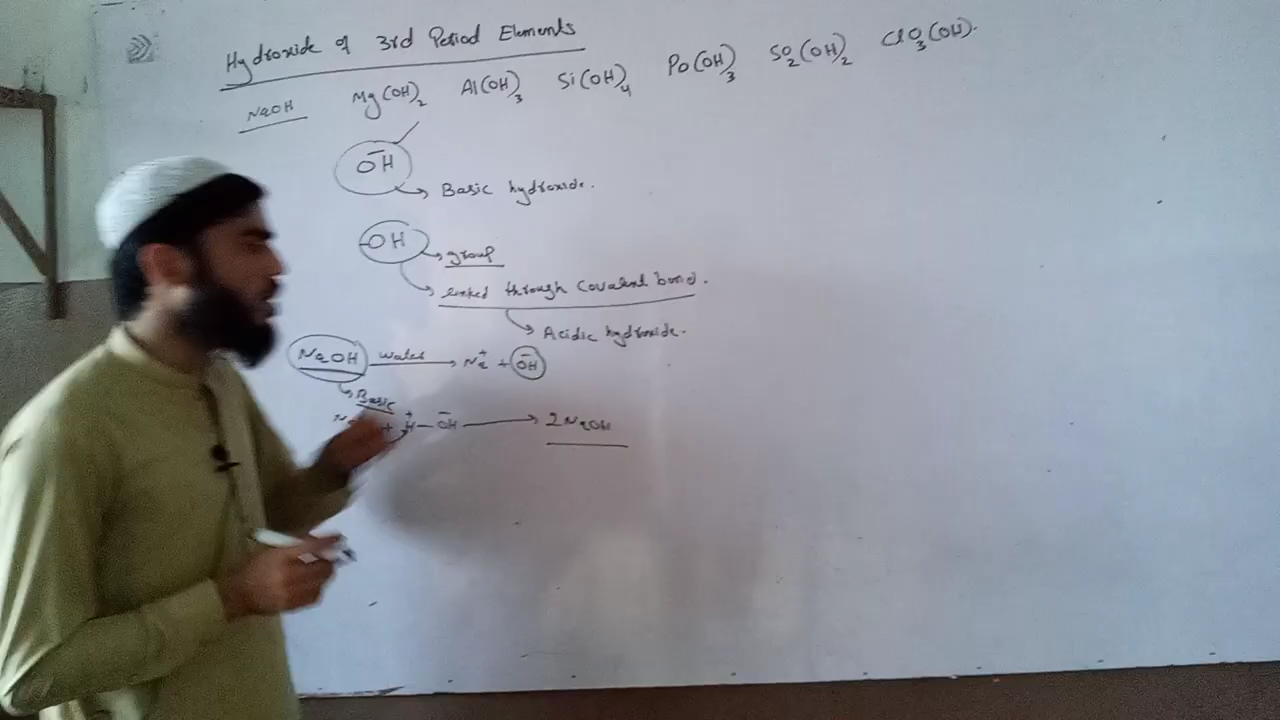 Hydroxide of 3rd Period Elements
NaOH Mg(OH)₂ Al(OH)₃ Si(OH)₄ PO(OH)₃ SO₂(OH)₂ ClO₃(OH).
OH⁻
Basic hydroxide.
-OH
group
linked through Covalent bond.
Acidic hydroxide.
NaOH water → Na⁺ + OH⁻
Basic
+ H⁺ — OH⁻ → 2NaOH